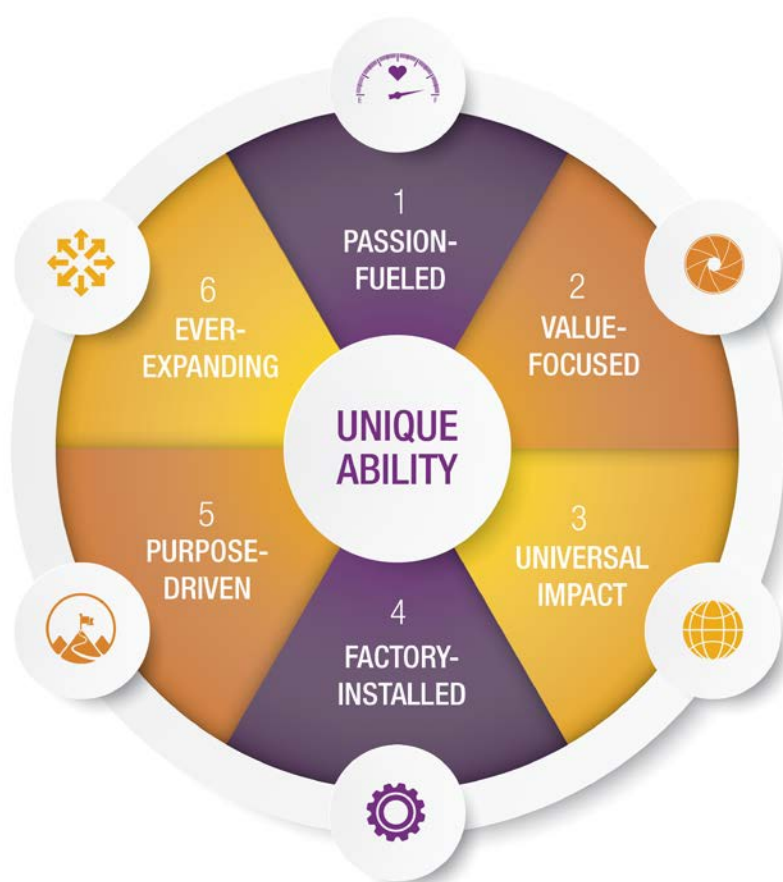 1
PASSION-
FUELED
2
VALUE-
FOCUSED
3
UNIVERSAL
IMPACT
4
FACTORY-
INSTALLED
5
PURPOSE-
DRIVEN
6
EVER-
EXPANDING
UNIQUE
ABILITY